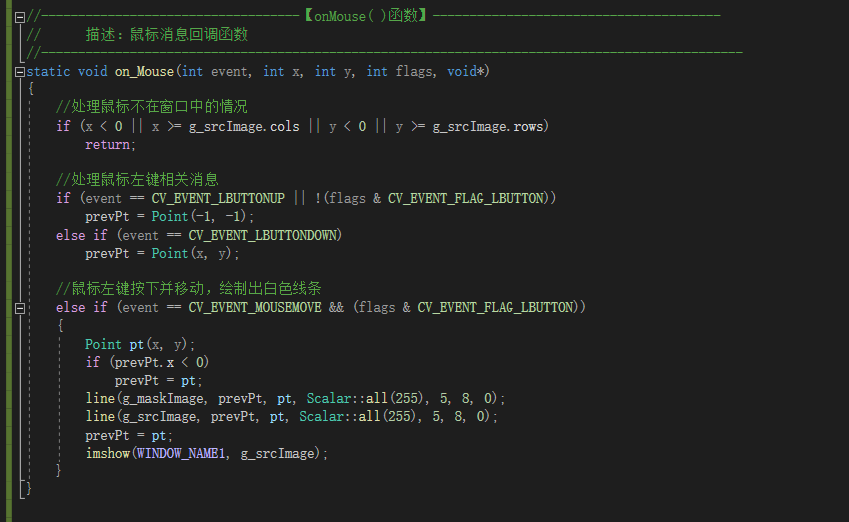 //-----------------------------------【onMouse( )函数】---------------------------------------
//      描述：鼠标消息回调函数
//------------------------------------------------------------------------------------------------
static void on_Mouse(int event, int x, int y, int flags, void*)
{
    //处理鼠标不在窗口中的情况
    if (x < 0 || x >= g_srcImage.cols || y < 0 || y >= g_srcImage.rows)
        return;

    //处理鼠标左键相关消息
    if (event == CV_EVENT_LBUTTONUP || !(flags & CV_EVENT_FLAG_LBUTTON))
        prevPt = Point(-1, -1);
    else if (event == CV_EVENT_LBUTTONDOWN)
        prevPt = Point(x, y);

    //鼠标左键按下并移动，绘制出白色线条
    else if (event == CV_EVENT_MOUSEMOVE && (flags & CV_EVENT_FLAG_LBUTTON))
    {
        Point pt(x, y);
        if (prevPt.x < 0)
            prevPt = pt;
        line(g_maskImage, prevPt, pt, Scalar::all(255), 5, 8, 0);
        line(g_srcImage, prevPt, pt, Scalar::all(255), 5, 8, 0);
        prevPt = pt;
        imshow(WINDOW_NAME1, g_srcImage);
    }
}